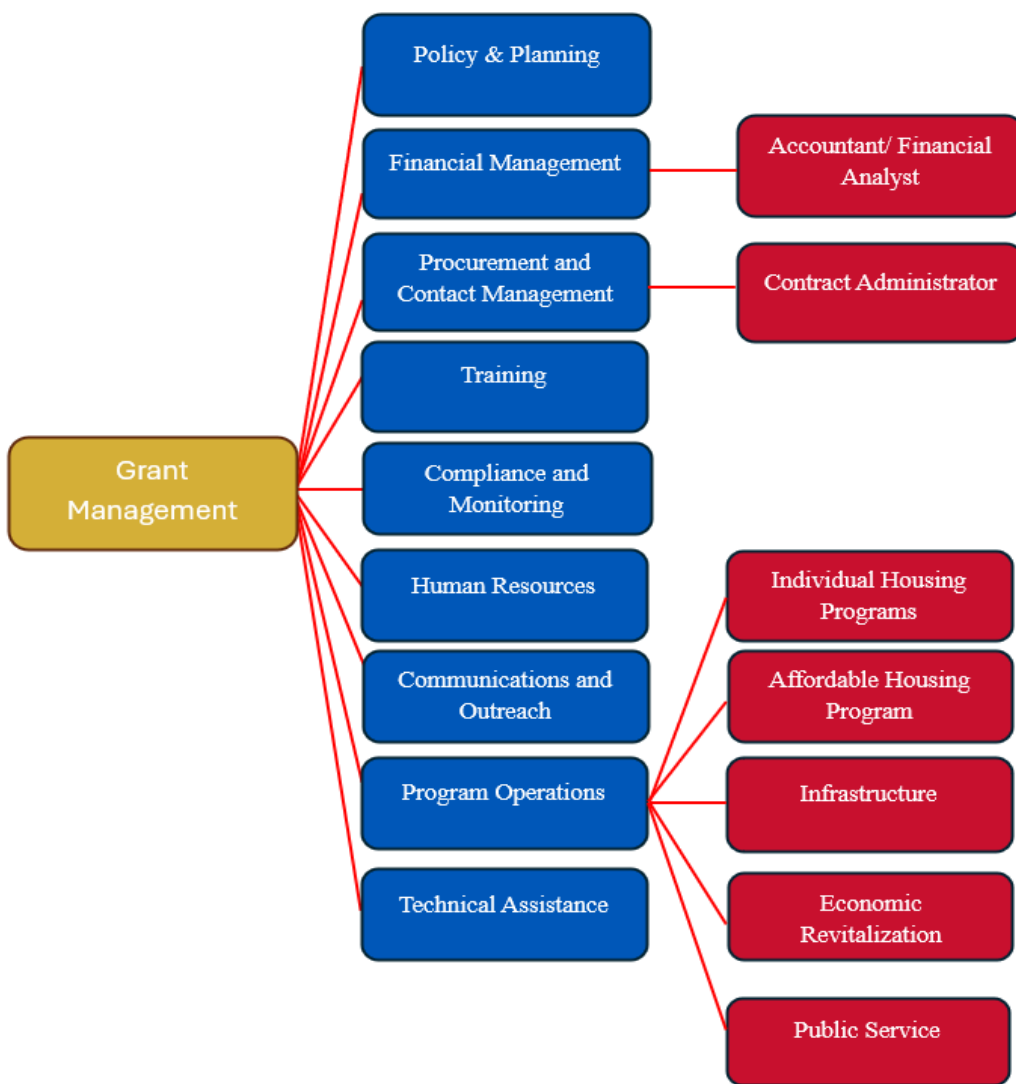 Policy & Planning
Financial Management
Accountant/ Financial
Analyst
Procurement and
Contact Management
Contract Administrator
Training
Grant
Management
Compliance and
Monitoring
Human Resources
Individual Housing
Programs
Communications and
Outreach
Affordable Housing
Program
Program Operations
Infrastructure
Technical Assistance
Economic
Revitalization
Public Service